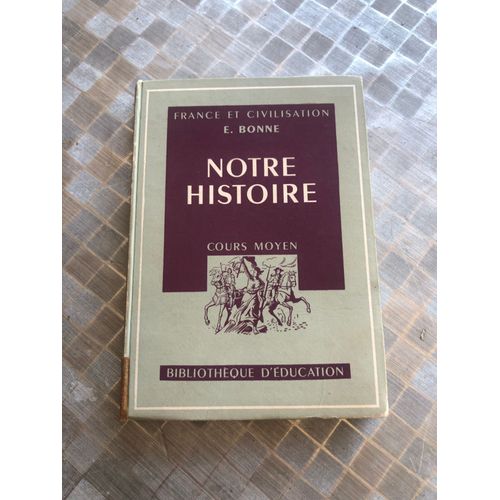 FRANCE ET CIVILISATION
E. BONNE
NOTRE
HISTOIRE
COURS MOYEN
BIBLIOTHÈQUE D'ÉDUCATION